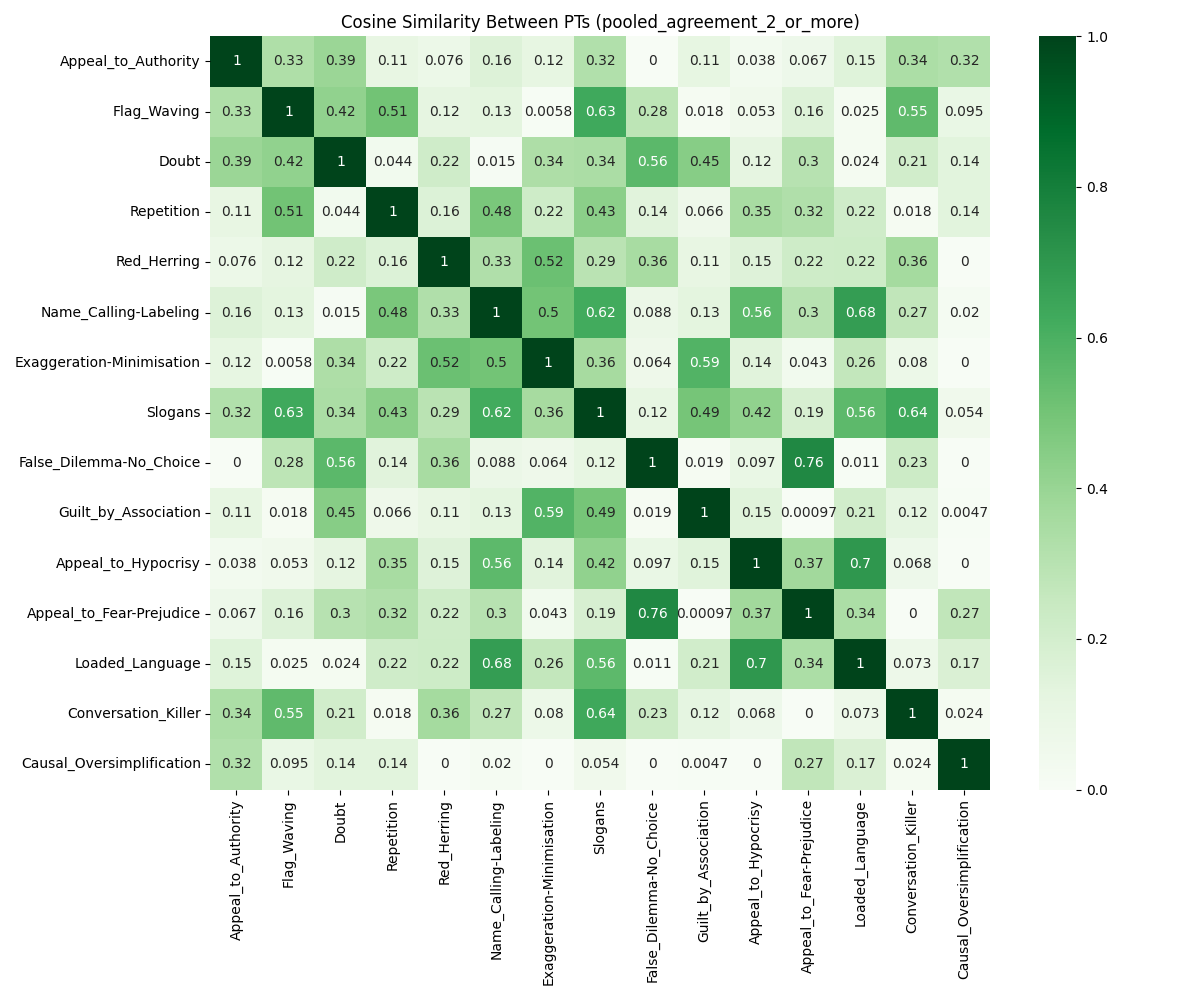 Cosine Similarity Between PTs (pooled_agreement_2_or_more)
Appeal_to_Authority 1 0.33 0.39 0.11 0.076 0.16 0.12 0.32 0 0.11 0.038 0.067 0.15 0.34 0.32
Flag_Waving 0.33 1 0.42 0.51 0.12 0.13 0.0058 0.63 0.28 0.018 0.053 0.16 0.025 0.55 0.095
Doubt 0.39 0.42 1 0.044 0.22 0.015 0.34 0.34 0.56 0.45 0.12 0.3 0.024 0.21 0.14
Repetition 0.11 0.51 0.044 1 0.16 0.48 0.22 0.43 0.14 0.066 0.35 0.32 0.22 0.018 0.14
Red_Herring 0.076 0.12 0.22 0.16 1 0.33 0.52 0.29 0.36 0.11 0.15 0.22 0.22 0.36 0
Name_Calling-Labeling 0.16 0.13 0.015 0.48 0.33 1 0.5 0.62 0.088 0.13 0.56 0.3 0.68 0.27 0.02
Exaggeration-Minimisation 0.12 0.0058 0.34 0.22 0.52 0.5 1 0.36 0.064 0.59 0.14 0.043 0.26 0.08 0
Slogans 0.32 0.63 0.34 0.43 0.29 0.62 0.36 1 0.12 0.49 0.42 0.19 0.56 0.64 0.054
False_Dilemma-No_Choice 0 0.28 0.56 0.14 0.36 0.088 0.064 0.12 1 0.019 0.097 0.76 0.011 0.23 0
Guilt_by_Association 0.11 0.018 0.45 0.066 0.11 0.13 0.59 0.49 0.019 1 0.15 0.00097 0.21 0.12 0.0047
Appeal_to_Hypocrisy 0.038 0.053 0.12 0.35 0.15 0.56 0.14 0.42 0.097 0.15 1 0.37 0.7 0.068 0
Appeal_to_Fear-Prejudice 0.067 0.16 0.3 0.32 0.22 0.3 0.043 0.19 0.76 0.00097 0.37 1 0.34 0 0.27
Loaded_Language 0.15 0.025 0.024 0.22 0.22 0.68 0.26 0.56 0.011 0.21 0.7 0.34 1 0.073 0.17
Conversation_Killer 0.34 0.55 0.21 0.018 0.36 0.27 0.08 0.64 0.23 0.12 0.068 0 0.073 1 0.024
Causal_Oversimplification 0.32 0.095 0.14 0.14 0 0.02 0 0.054 0 0.0047 0 0.27 0.17 0.024 1
Appeal_to_Authority
Flag_Waving
Doubt
Repetition
Red_Herring
Name_Calling-Labeling
Exaggeration-Minimisation
Slogans
False_Dilemma-No_Choice
Guilt_by_Association
Appeal_to_Hypocrisy
Appeal_to_Fear-Prejudice
Loaded_Language
Conversation_Killer
Causal_Oversimplification
1.0
0.8
0.6
0.4
0.2
0.0